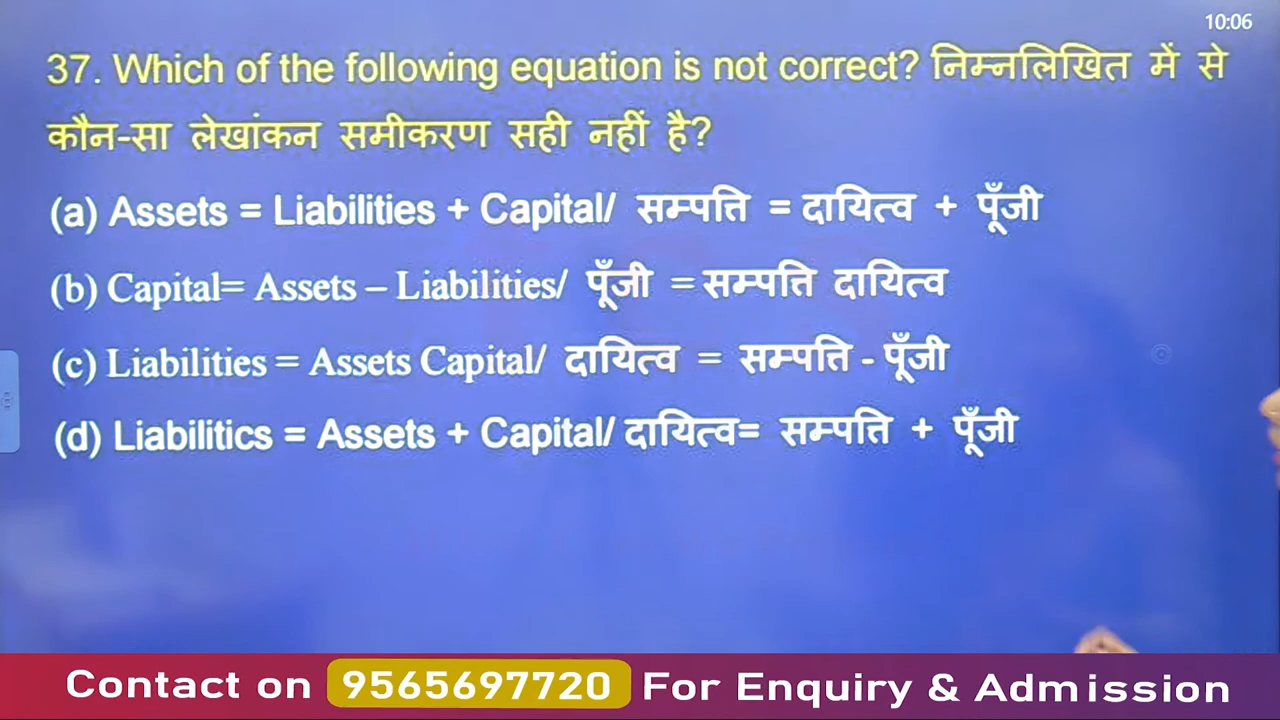 10:06
37. Which of the following equation is not correct? निम्नलिखित में से
कौन-सा लेखांकन समीकरण सही नहीं है?
(a) Assets = Liabilities + Capital/ सम्पत्ति = दायित्व + पूँजी
(b) Capital= Assets – Liabilities/ पूँजी = सम्पत्ति दायित्व
(c) Liabilities = Assets Capital/ दायित्व = सम्पत्ति - पूँजी
(d) Liabilitics = Assets + Capital/ दायित्व= सम्पत्ति + पूँजी
Contact on 9565697720 For Enquiry & Admission